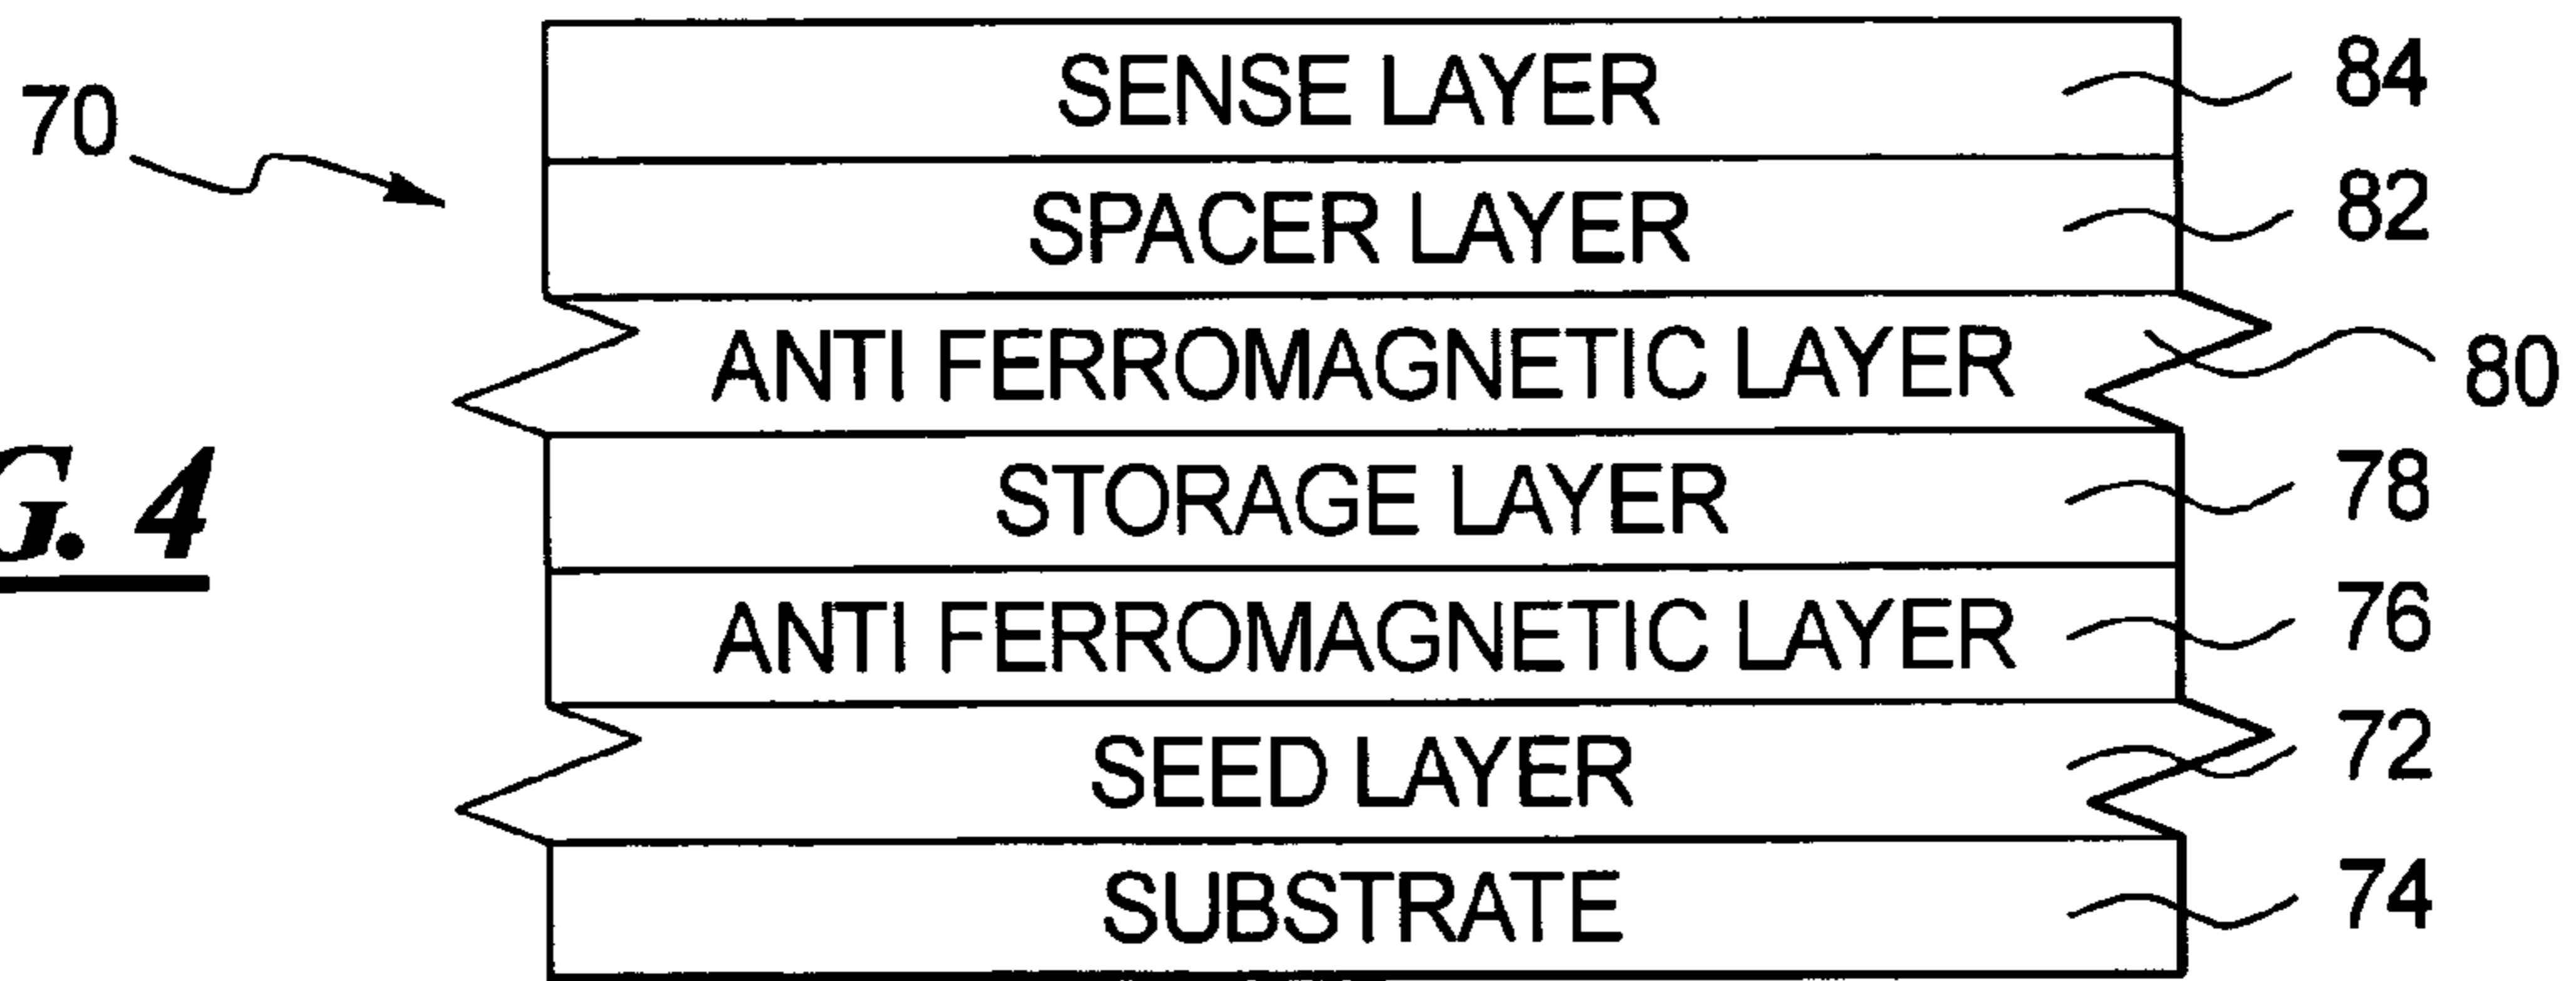 70
SENSE LAYER 84
SPACER LAYER 82
ANTI FERROMAGNETIC LAYER 80
STORAGE LAYER 78
G. 4
ANTI FERROMAGNETIC LAYER 76
SEED LAYER 72
SUBSTRATE 74